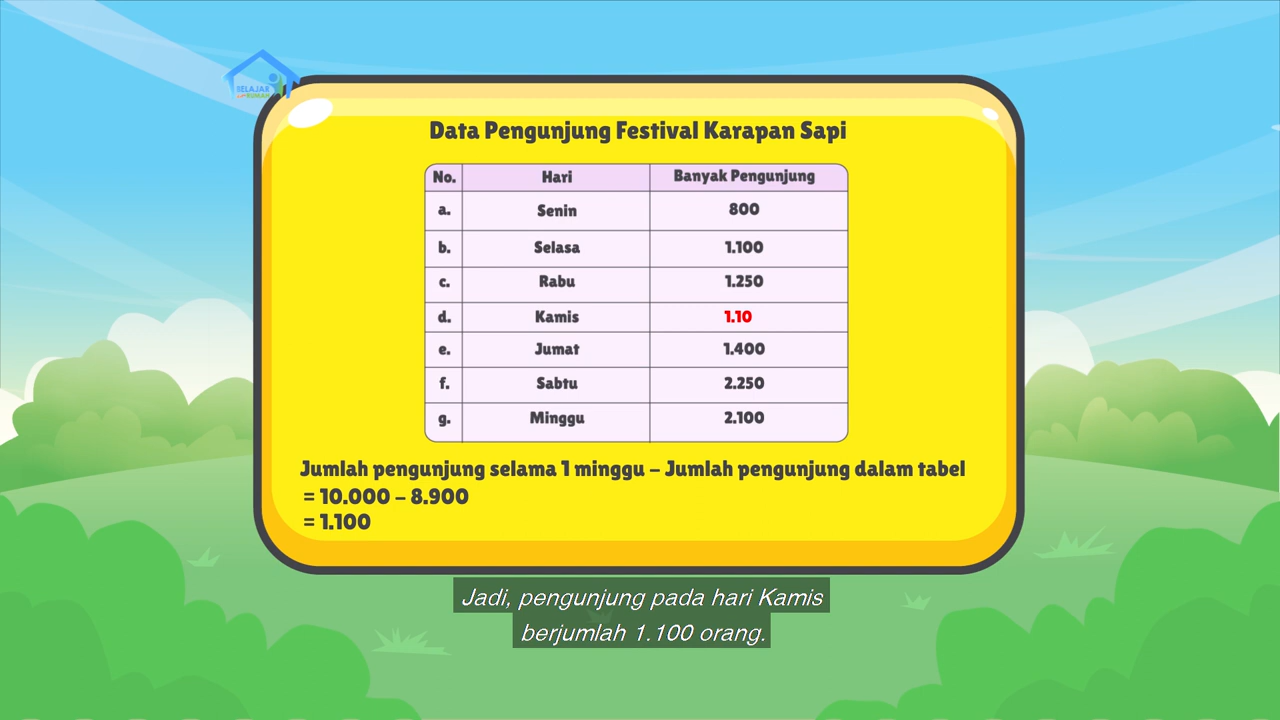 BELAJAR
RUMAH
Data Pengunjung Festival Karapan Sapi
No. Hari Banyak Pengunjung
a. Senin 800
b. Selasa 1.100
c. Rabu 1.250
d. Kamis 1.10
e. Jumat 1.400
f. Sabtu 2.250
g. Minggu 2.100
Jumlah pengunjung selama 1 minggu – Jumlah pengunjung dalam tabel
= 10.000 – 8.900
= 1.100
Jadi, pengunjung pada hari Kamis
berjumlah 1.100 orang.